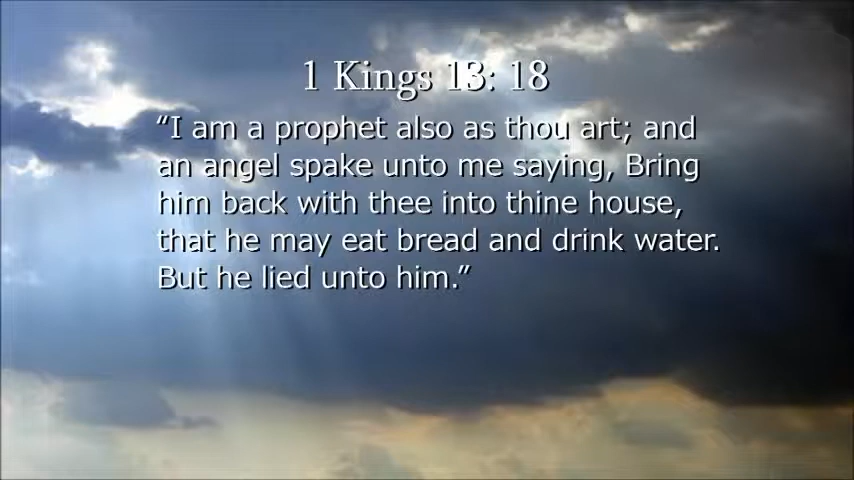 1 Kings 13: 18
“I am a prophet also as thou art; and
an angel spake unto me saying, Bring
him back with thee into thine house,
that he may eat bread and drink water.
But he lied unto him.”